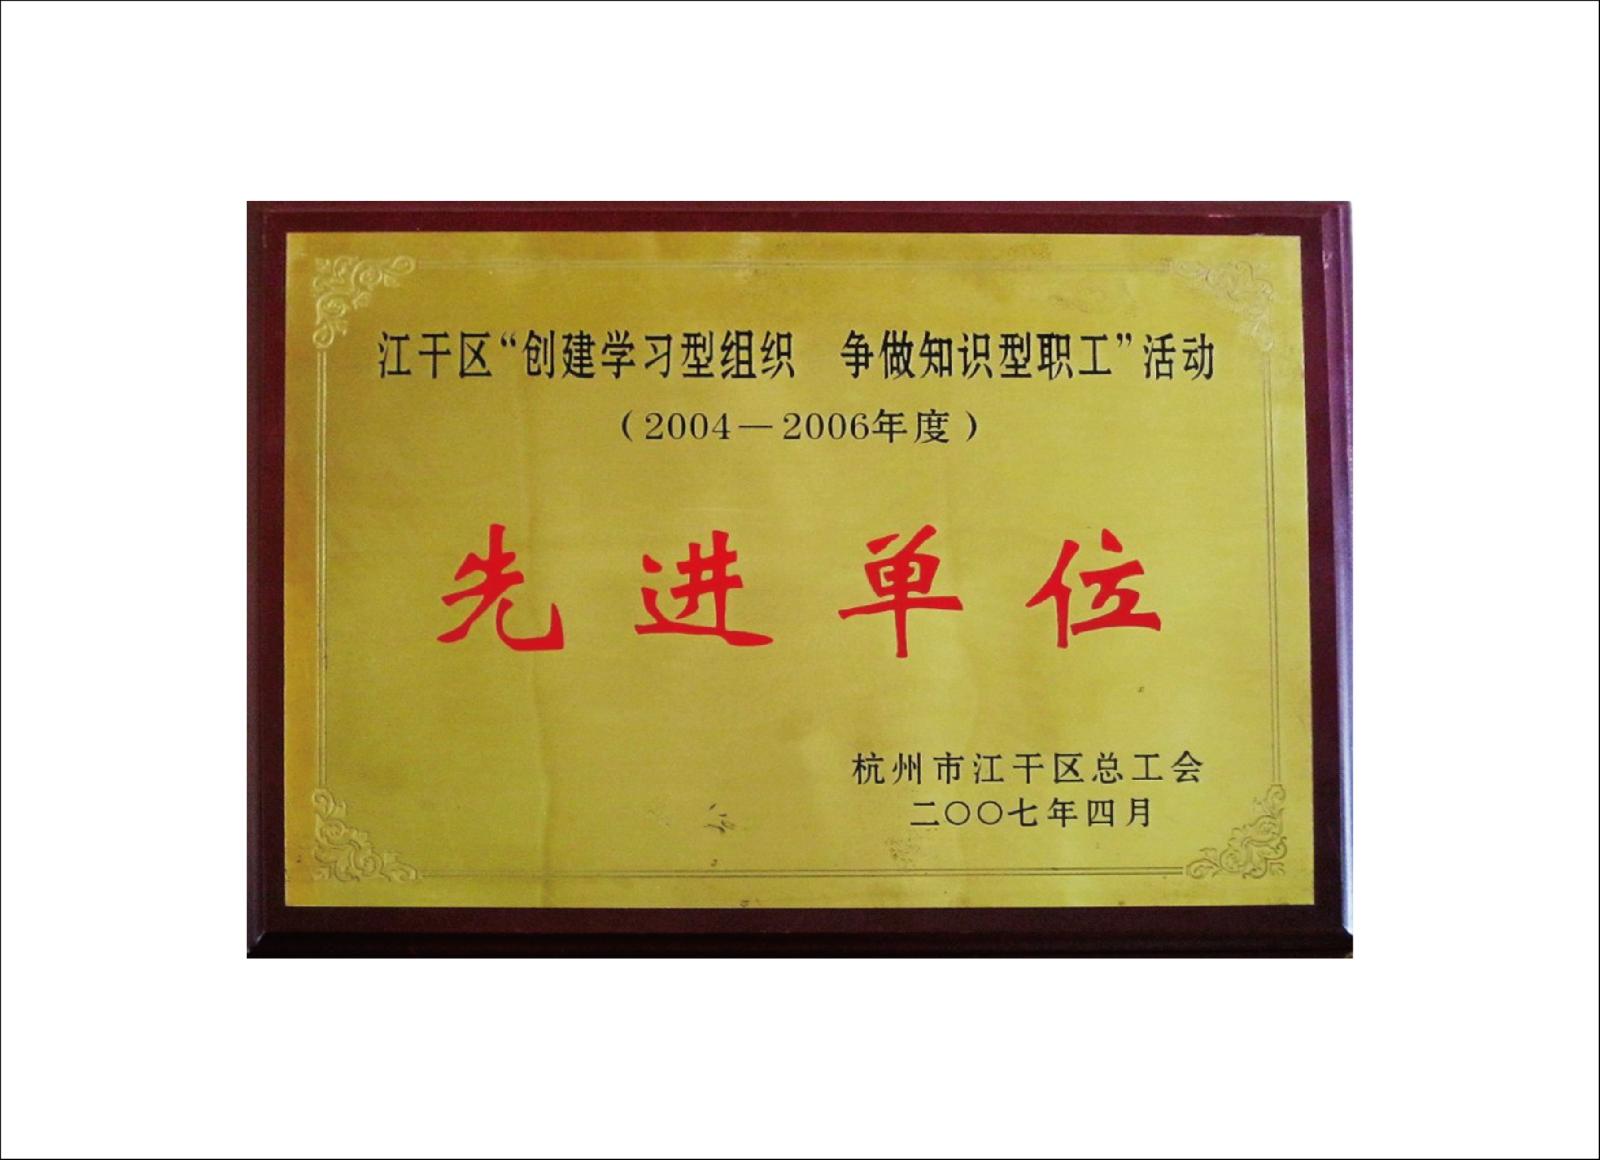 江干区“创建学习型组织　争做知识型职工”活动
（2004—2006年度）
先进单位
杭州市江干区总工会
二〇〇七年四月